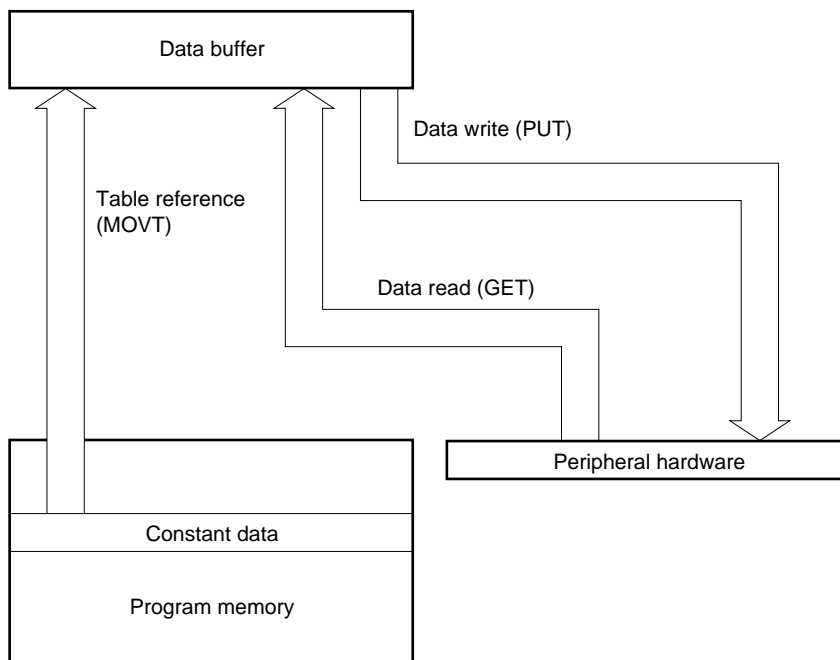 Data buffer
Data write (PUT)
Table reference
(MOVT)
Data read (GET)
Peripheral hardware
Constant data
Program memory